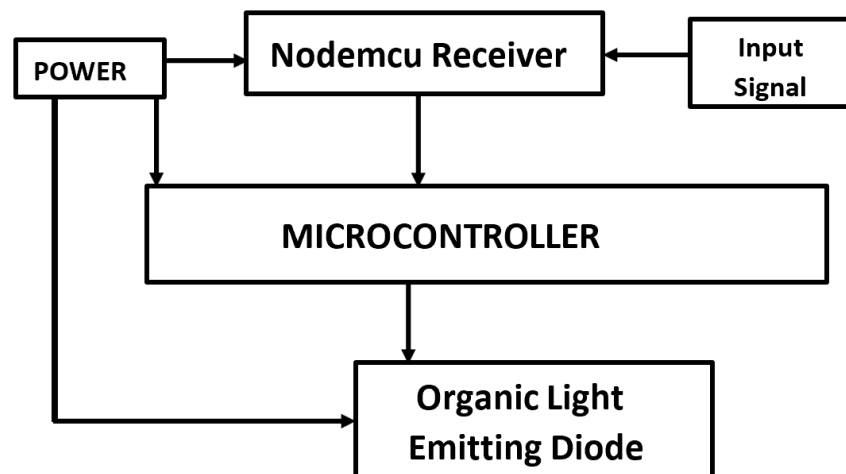 Nodemcu Receiver
Input
Signal
POWER
MICROCONTROLLER
Organic Light
Emitting Diode